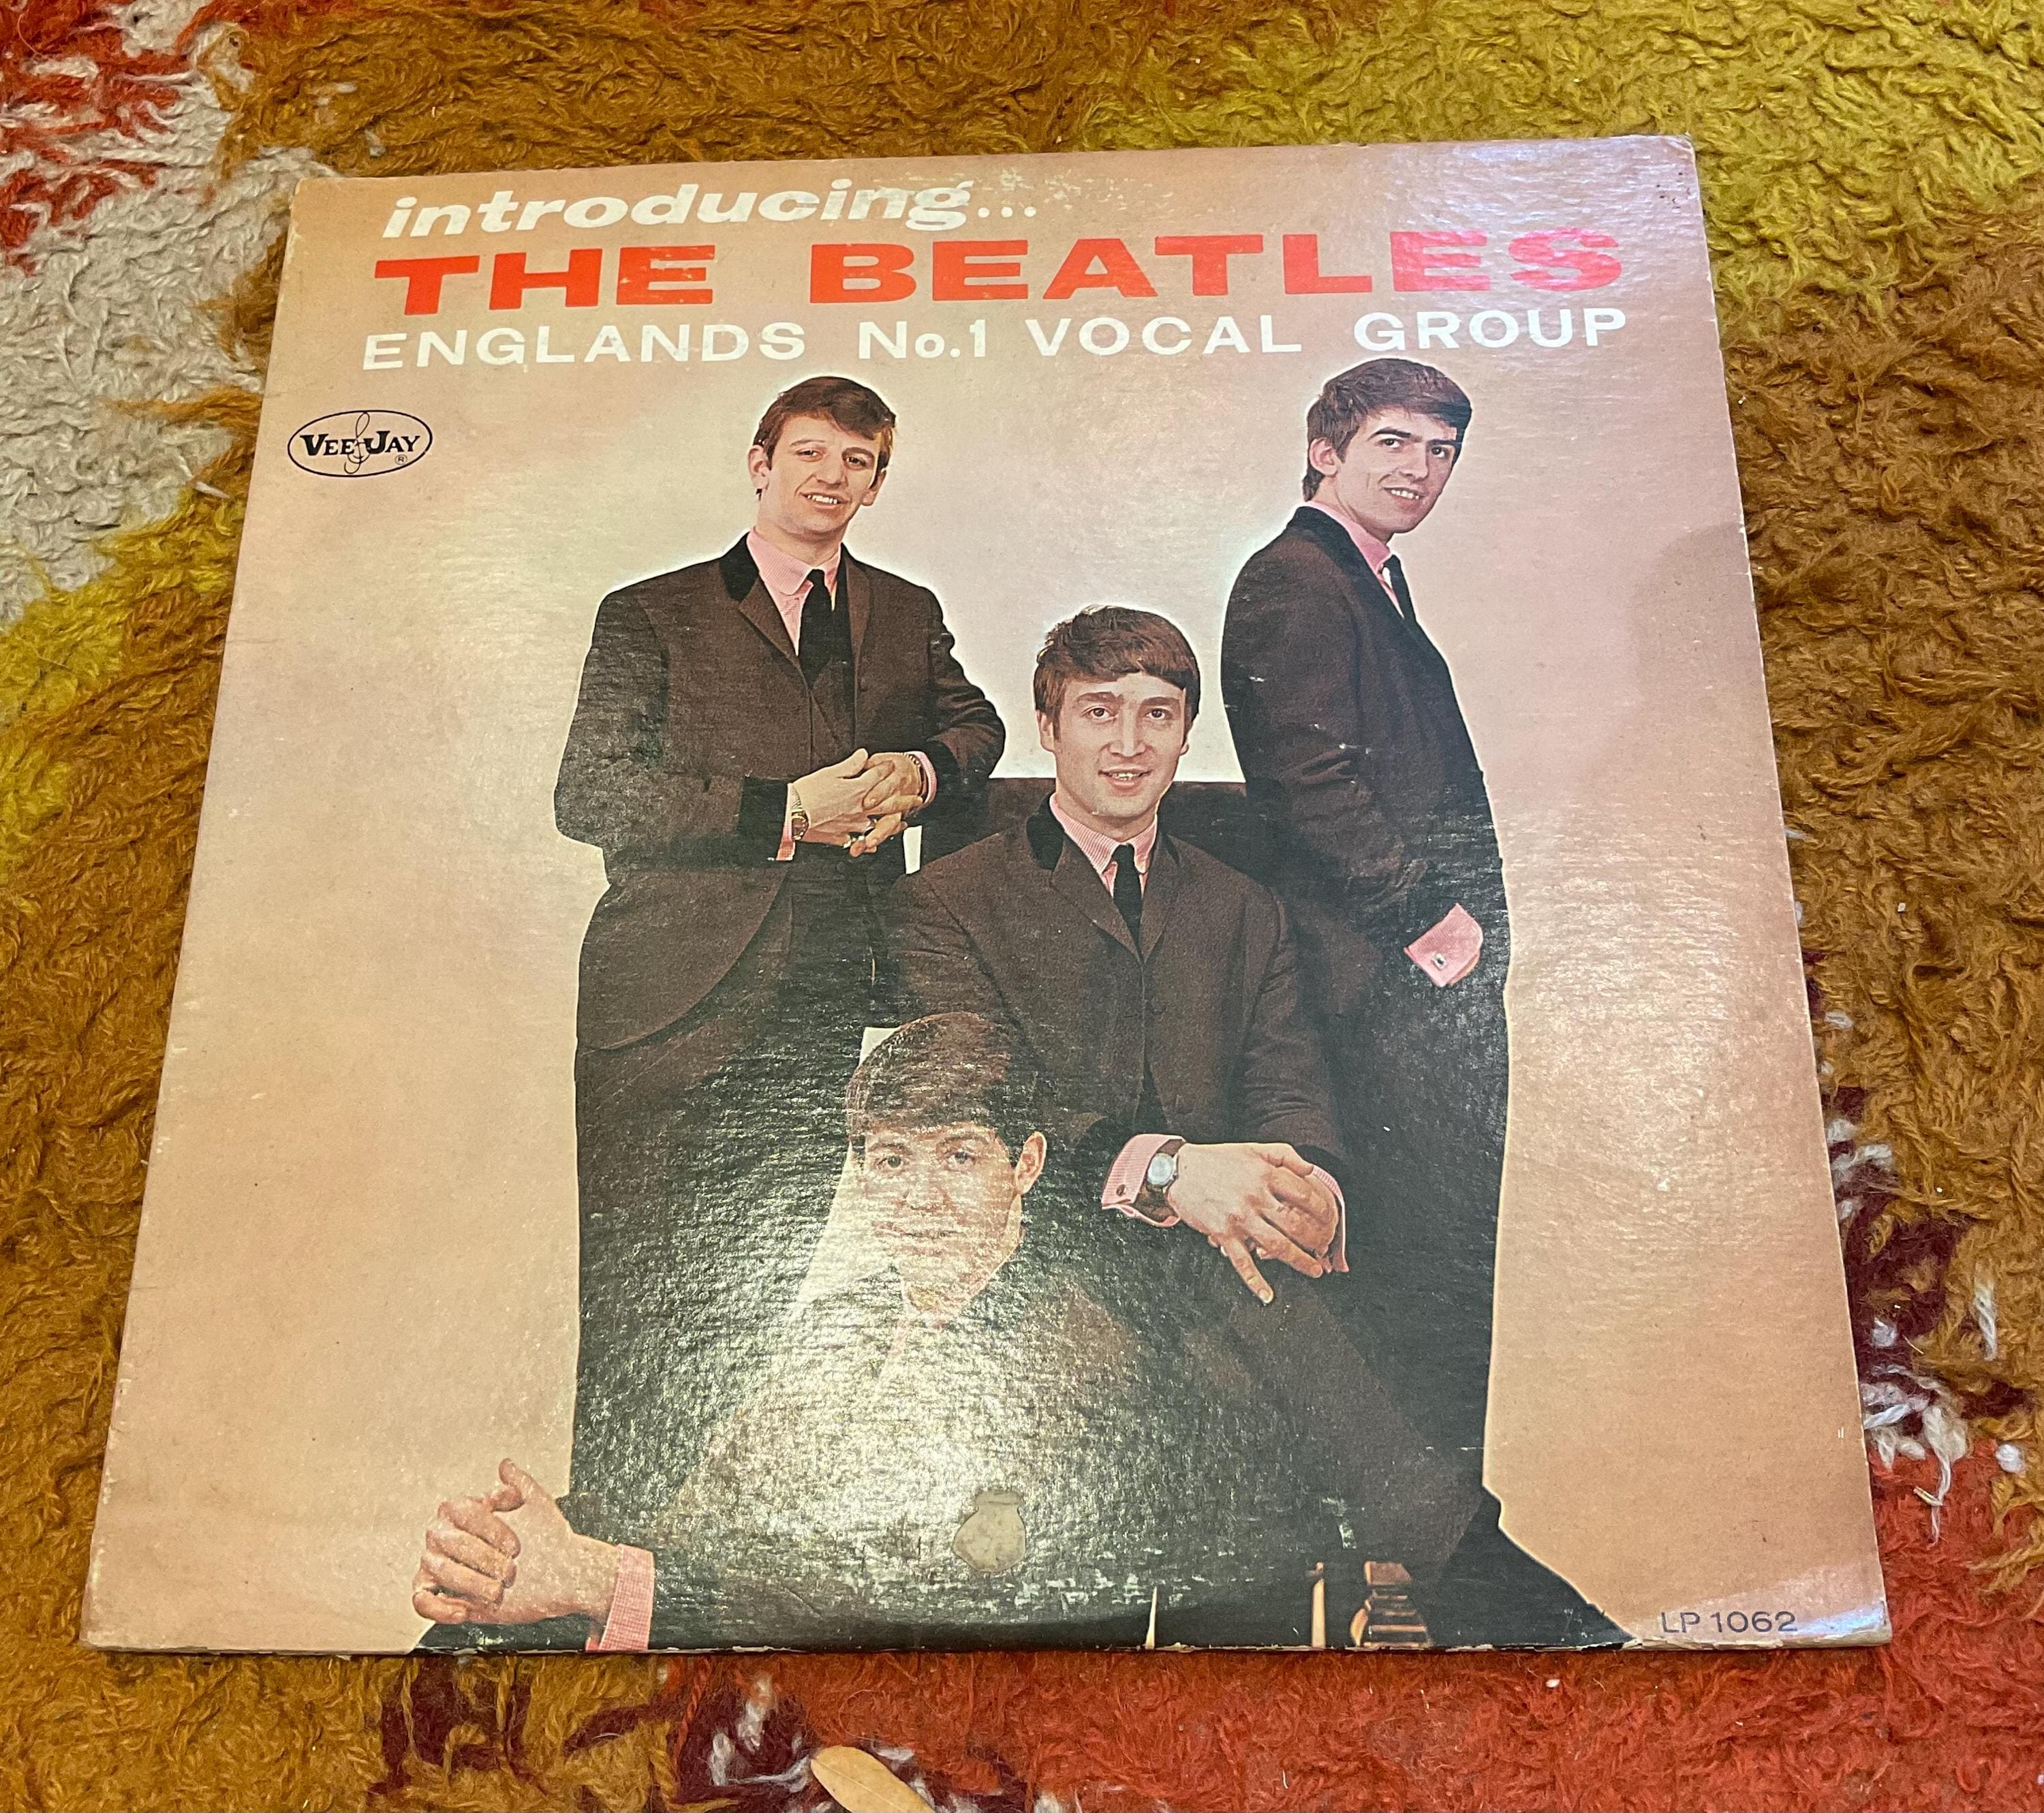 introducing...
THE BEATLES
ENGLANDS No.1 VOCAL GROUP
VEE JAY ®
LP 1062